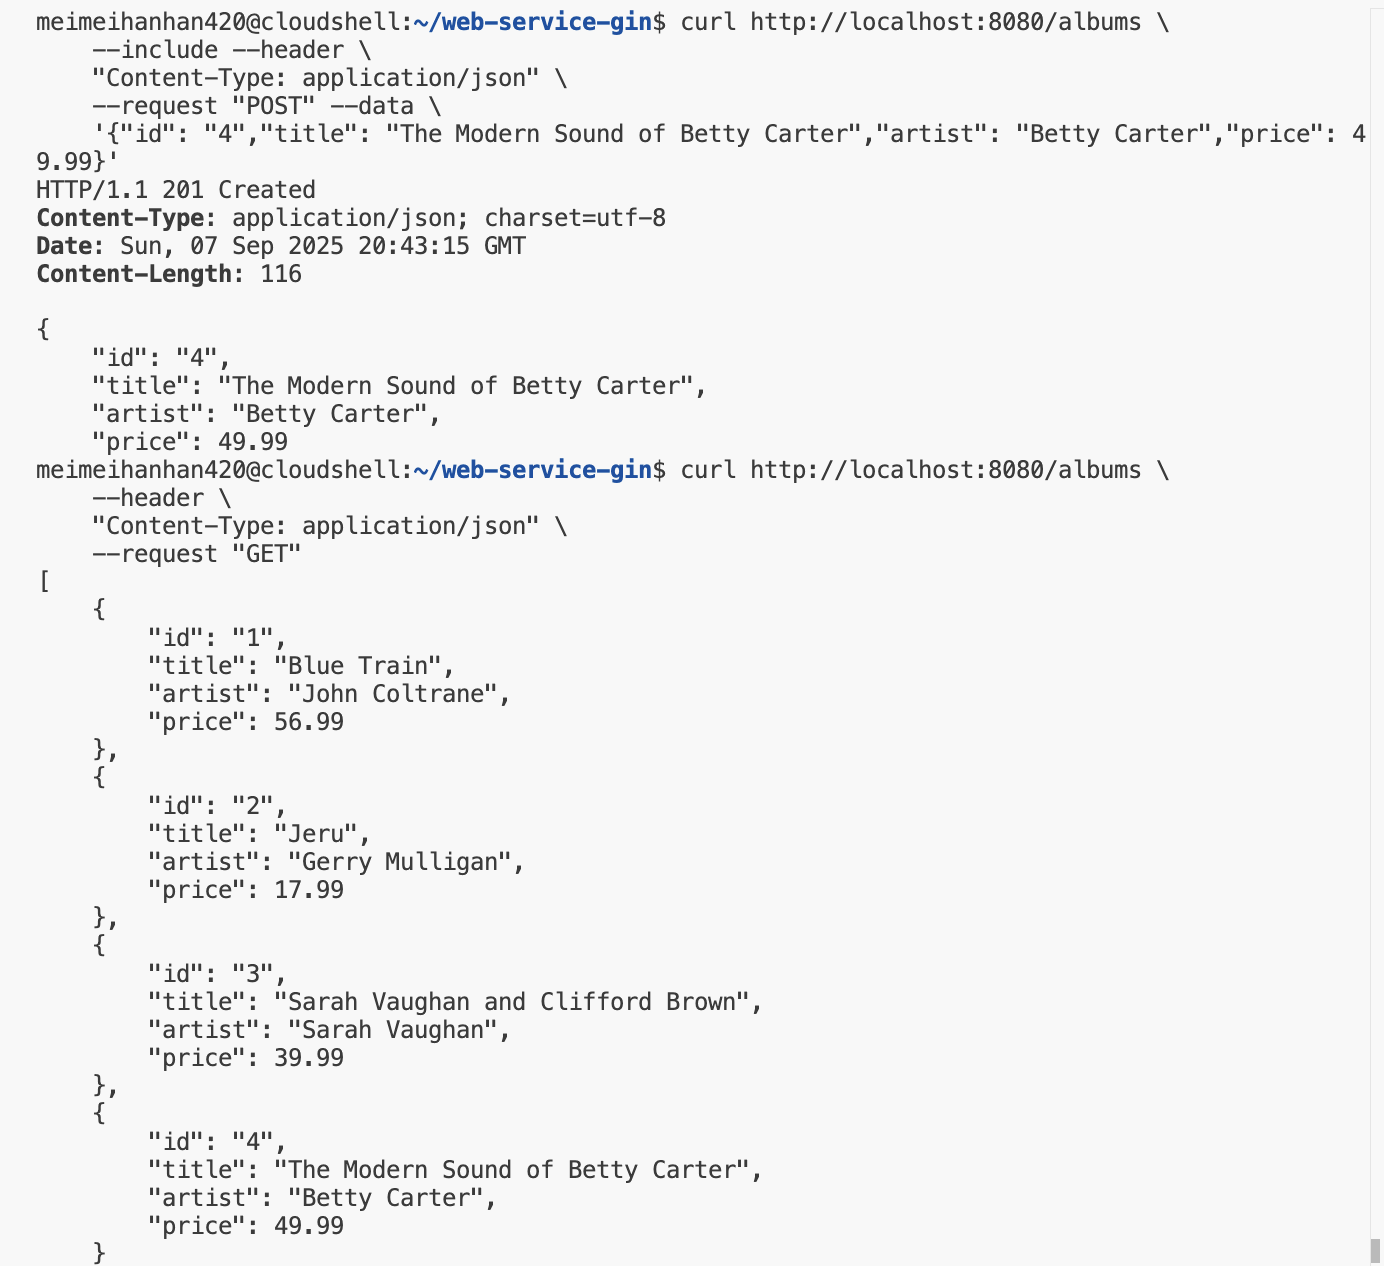 meimeihanhan420@cloudshell:~/web-service-gin$ curl http://localhost:8080/albums \
    --include --header \
    "Content-Type: application/json" \
    --request "POST" --data \
    '{"id": "4","title": "The Modern Sound of Betty Carter","artist": "Betty Carter","price": 4
9.99}'
HTTP/1.1 201 Created
Content-Type: application/json; charset=utf-8
Date: Sun, 07 Sep 2025 20:43:15 GMT
Content-Length: 116

{
    "id": "4",
    "title": "The Modern Sound of Betty Carter",
    "artist": "Betty Carter",
    "price": 49.99
meimeihanhan420@cloudshell:~/web-service-gin$ curl http://localhost:8080/albums \
    --header \
    "Content-Type: application/json" \
    --request "GET"
[
    {
        "id": "1",
        "title": "Blue Train",
        "artist": "John Coltrane",
        "price": 56.99
    },
    {
        "id": "2",
        "title": "Jeru",
        "artist": "Gerry Mulligan",
        "price": 17.99
    },
    {
        "id": "3",
        "title": "Sarah Vaughan and Clifford Brown",
        "artist": "Sarah Vaughan",
        "price": 39.99
    },
    {
        "id": "4",
        "title": "The Modern Sound of Betty Carter",
        "artist": "Betty Carter",
        "price": 49.99
    }